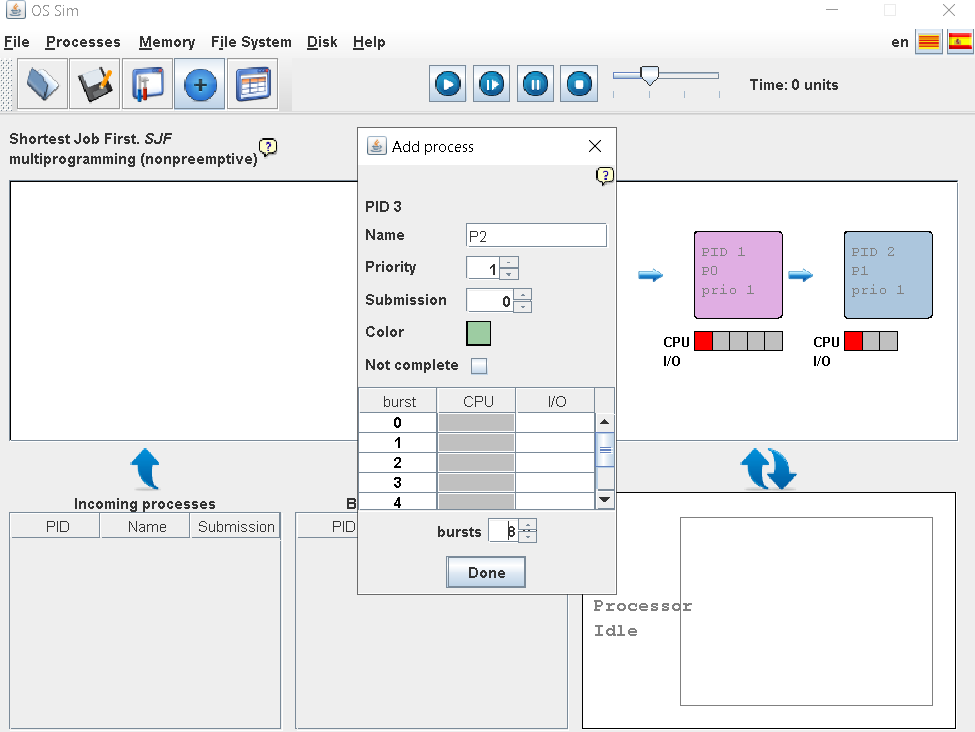 OS Sim
File Processes Memory File System Disk Help
en
Time: 0 units
Shortest Job First. SJF
multiprogramming (nonpreemptive)
?
Add process
?
PID 3
Name P2
Priority 1
Submission 0
Color
Not complete
burst CPU I/O
0
1
2
3
4
bursts 8
Done
PID 1
P0
prio 1
CPU
I/O
PID 2
P1
prio 1
CPU
I/O
Incoming processes
PID Name Submission
B
PID
Processor
Idle